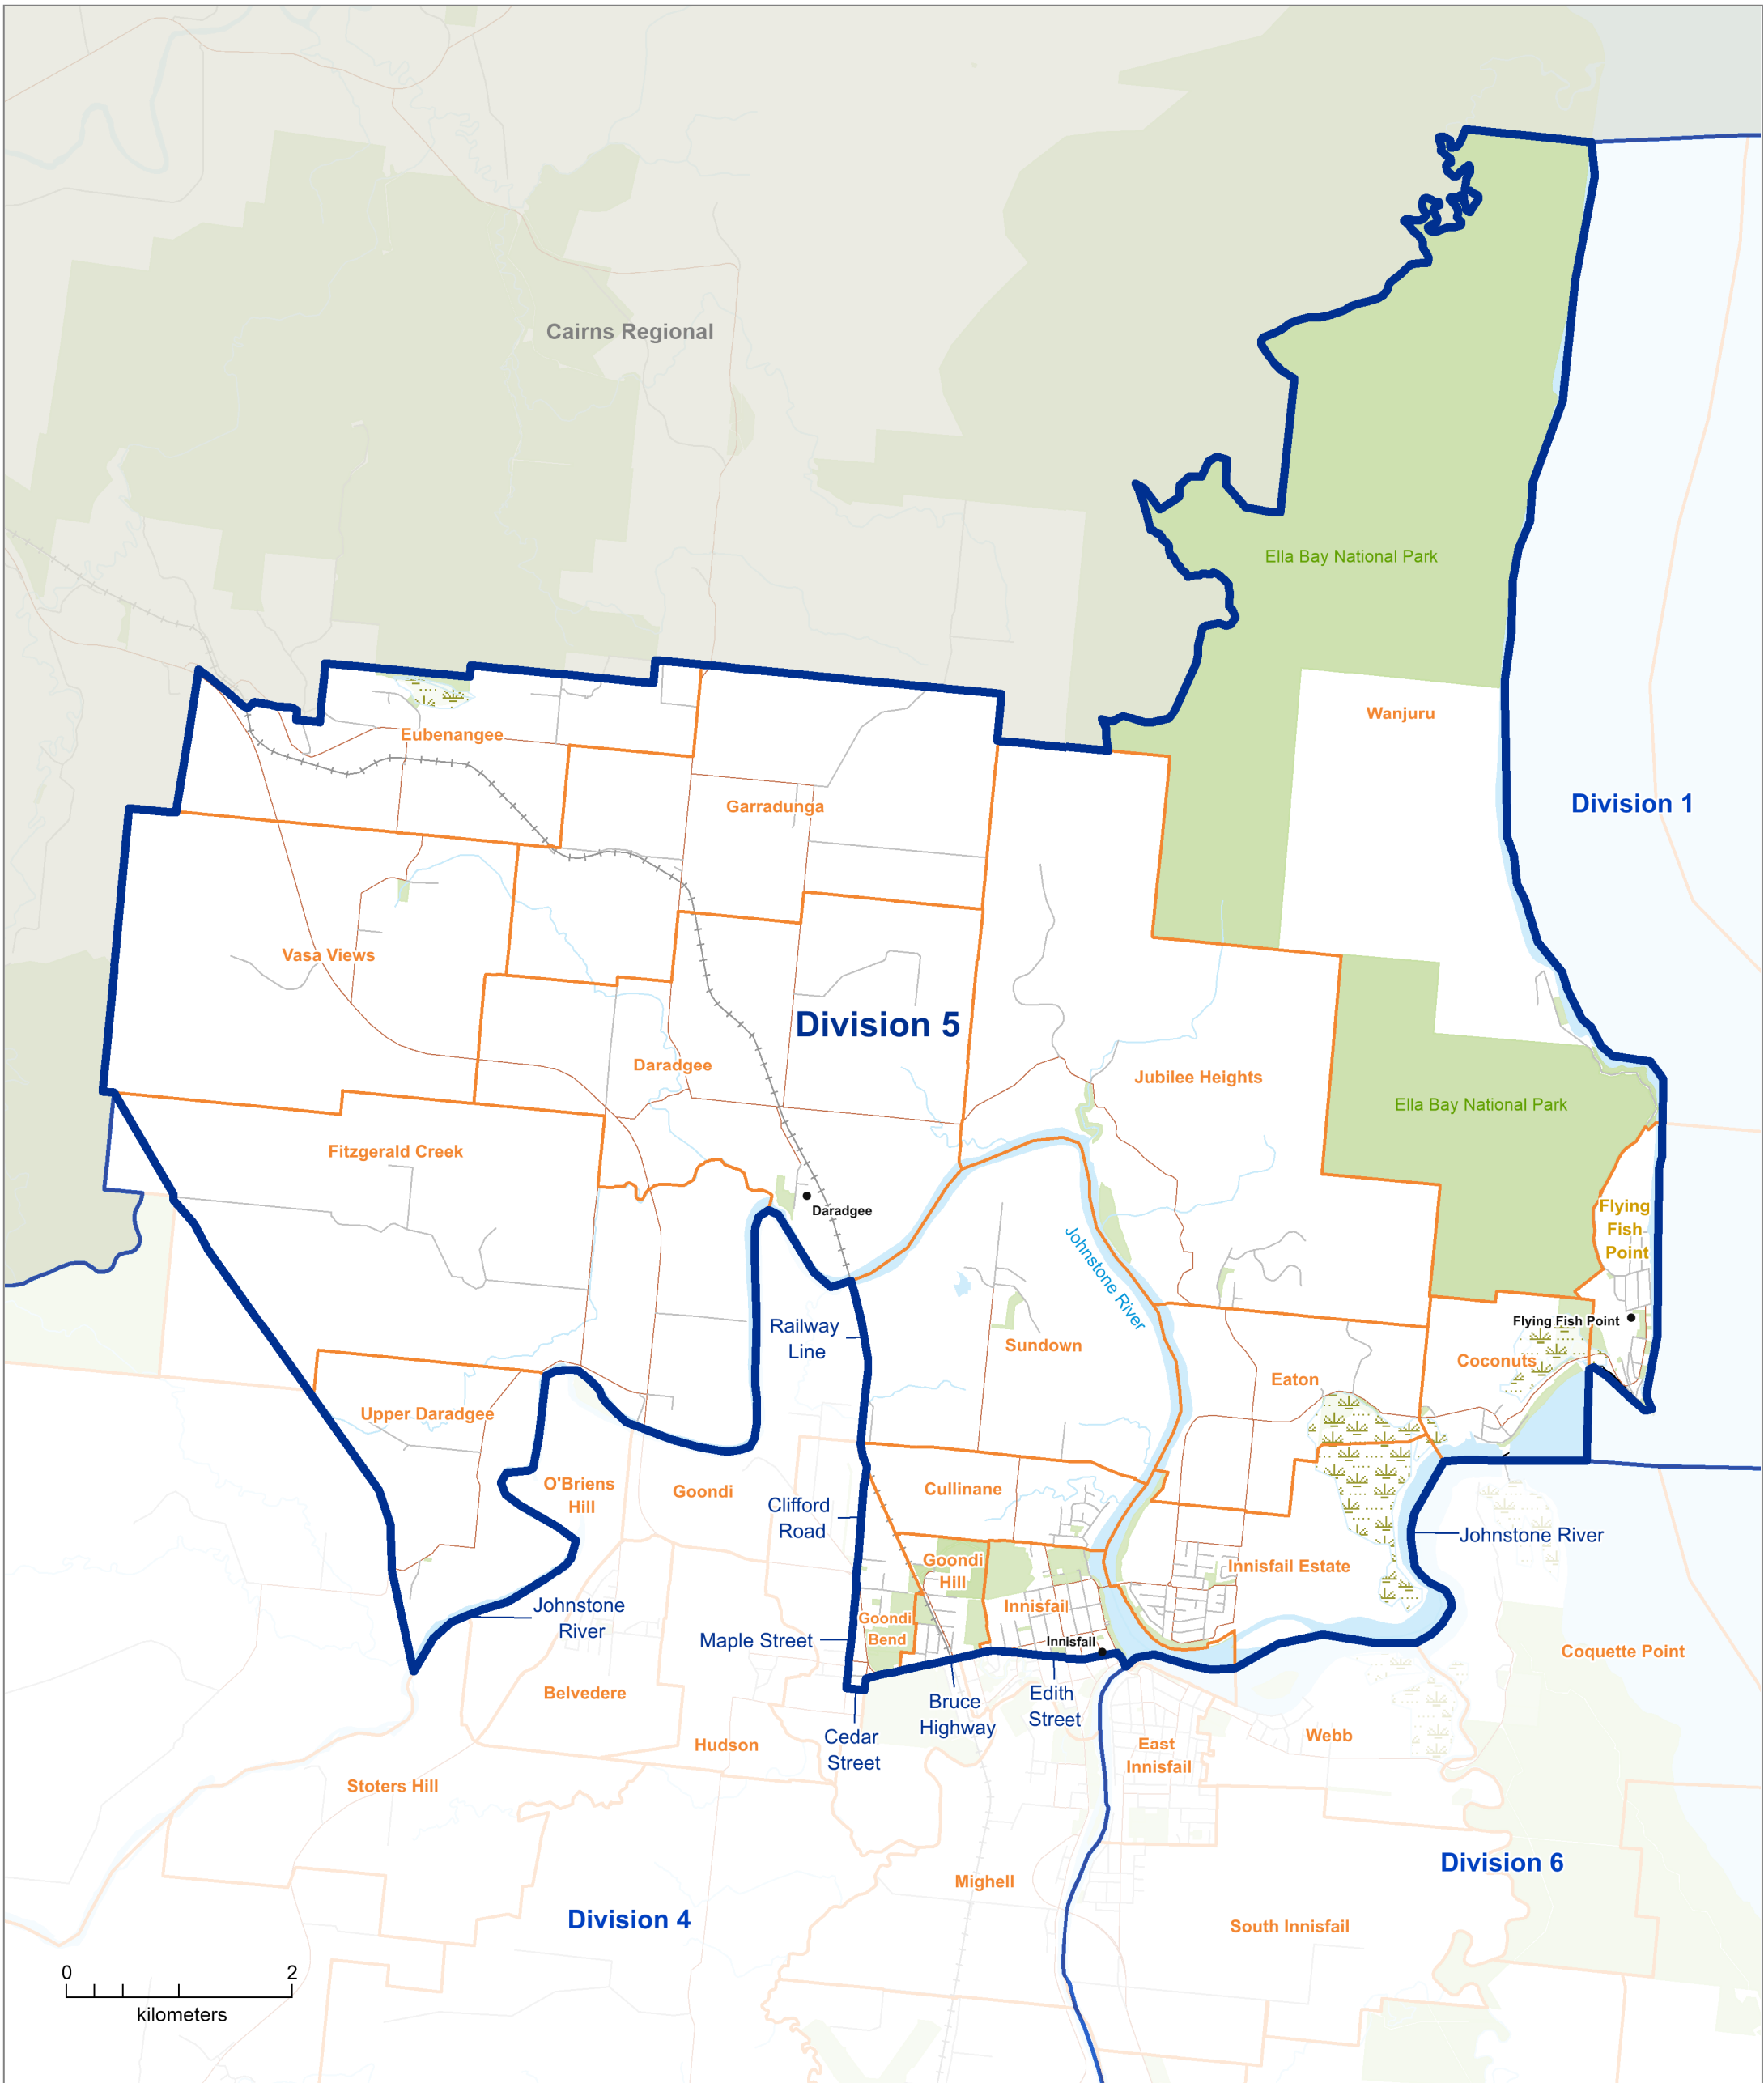 Cairns Regional
Ella Bay National Park
Wanjuru
Eubenangee
Division 1
Garradunga
Vasa Views
Division 5
Daradgee
Jubilee Heights
Ella Bay National Park
Fitzgerald Creek
Flying
Fish
Point
Daradgee
Johnstone River
Flying Fish Point
Railway
Line
Sundown
Coconuts
Eaton
Upper Daradgee
O'Briens
Hill
Goondi
Cullinane
Clifford
Road
Johnstone River
Goondi
Hill
Innisfail Estate
Johnstone
River
Goondi
Bend
Innisfail
Maple Street
Innisfail
Coquette Point
Belvedere
Bruce
Highway
Edith
Street
Cedar
Street
Hudson
East
Innisfail
Webb
Stoters Hill
Division 6
Mighell
Division 4
South Innisfail
0 2
kilometers